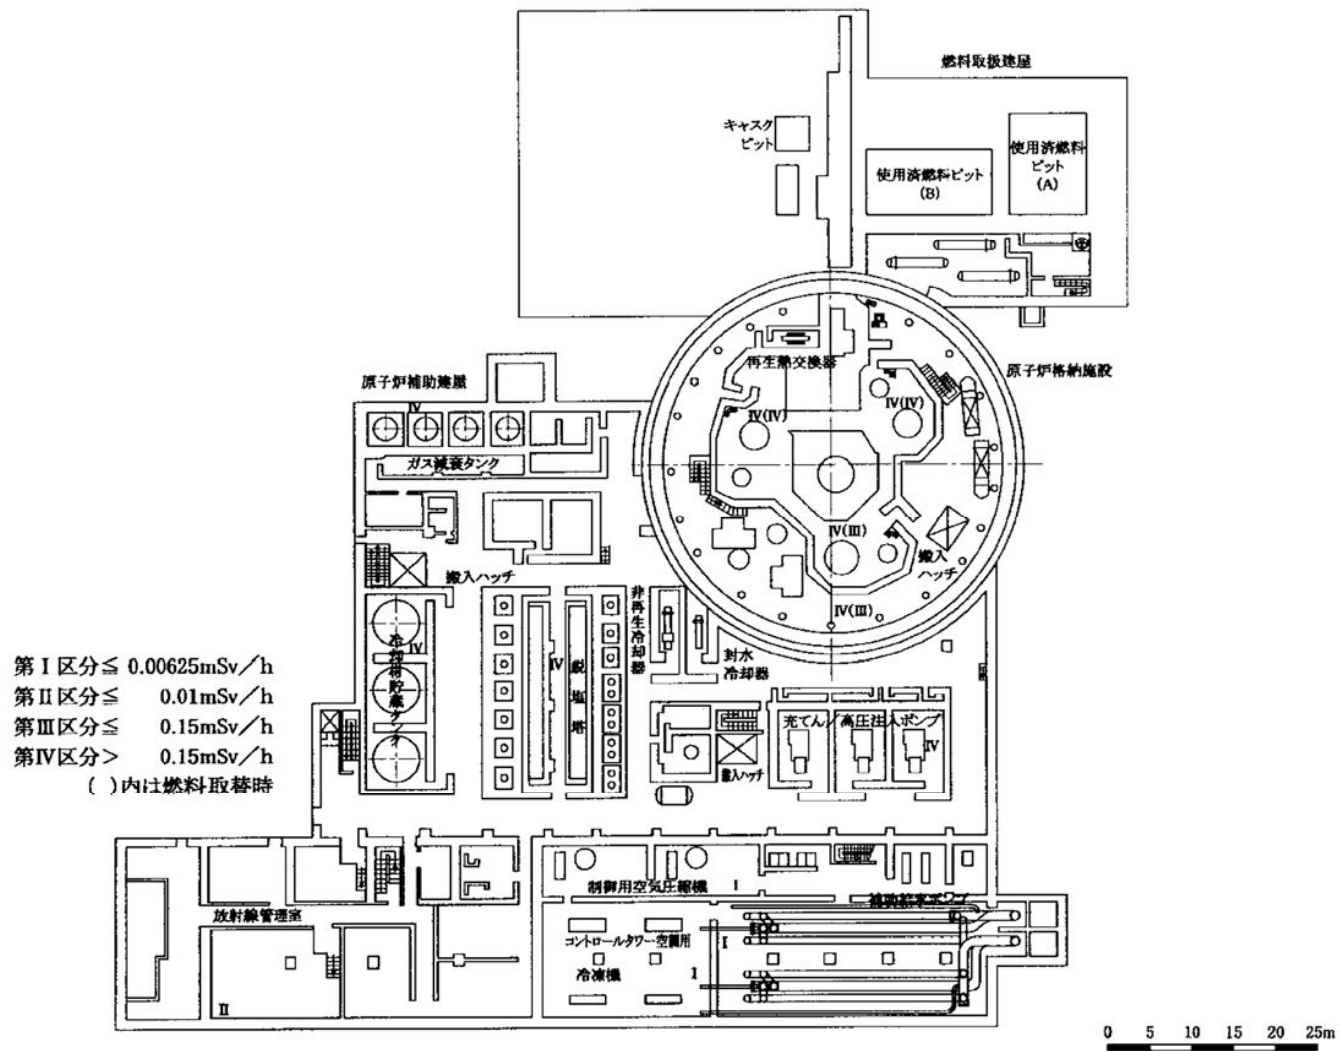 燃料取扱建屋
キャスク
ピット
使用済燃料
ピット
(A)
使用済燃料ピット
(B)
再生熱交換器
原子炉格納施設
原子炉補助建屋
IV
IV(IV)
IV(IV)
ガス減衰タンク
IV(III)
搬入
ハッチ
搬入ハッチ
IV(III)
非再生冷却器
封水
冷却器
冷却材貯蔵タンク
IV
IV
脱塩塔
第Ⅰ区分≦ 0.00625mSv/h
第Ⅱ区分≦ 0.01mSv/h
第Ⅲ区分≦ 0.15mSv/h
第Ⅳ区分> 0.15mSv/h
( )内は燃料取替時
充てん/高圧注入ポンプ
IV
搬入ハッチ
制御用空気圧縮機
I
補助給水ポンプ
放射線管理室
コントロールタワー空調用
冷凍機
I
I
II
0 5 10 15 20 25m